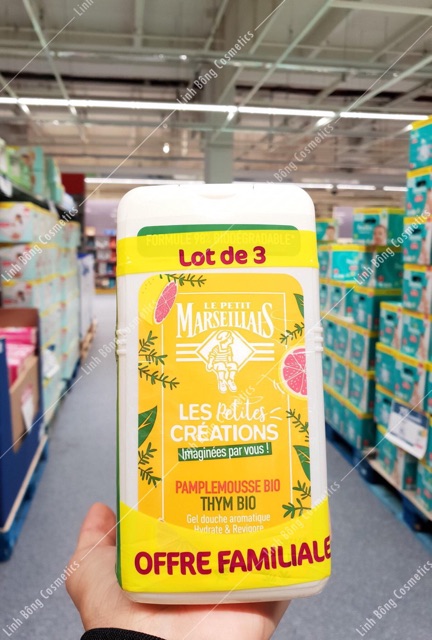 FORMULE BIODÉGRADABLE*
Lot de 3
LE PETIT
MARSEILLAIS
LES Petites
CRÉATIONS
Imaginées par vous !
PAMPLEMOUSSE BIO
THYM BIO
Gel douche aromatique
Hydrate & Revigore
OFFRE FAMILIALE
Linh Bông Cosmetics